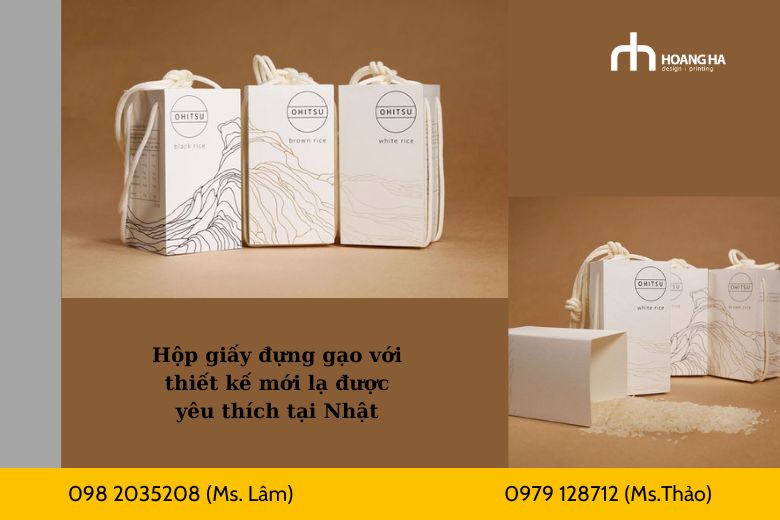 HOANG HA
design & printing
OHITSU
black rice
OHITSU
brown rice
OHITSU
white rice
OHITSU
white rice
brown rice
Hộp giấy đựng gạo với
thiết kế mới lạ được
yêu thích tại Nhật
098 2035208 (Ms. Lâm)
0979 128712 (Ms.Thảo)